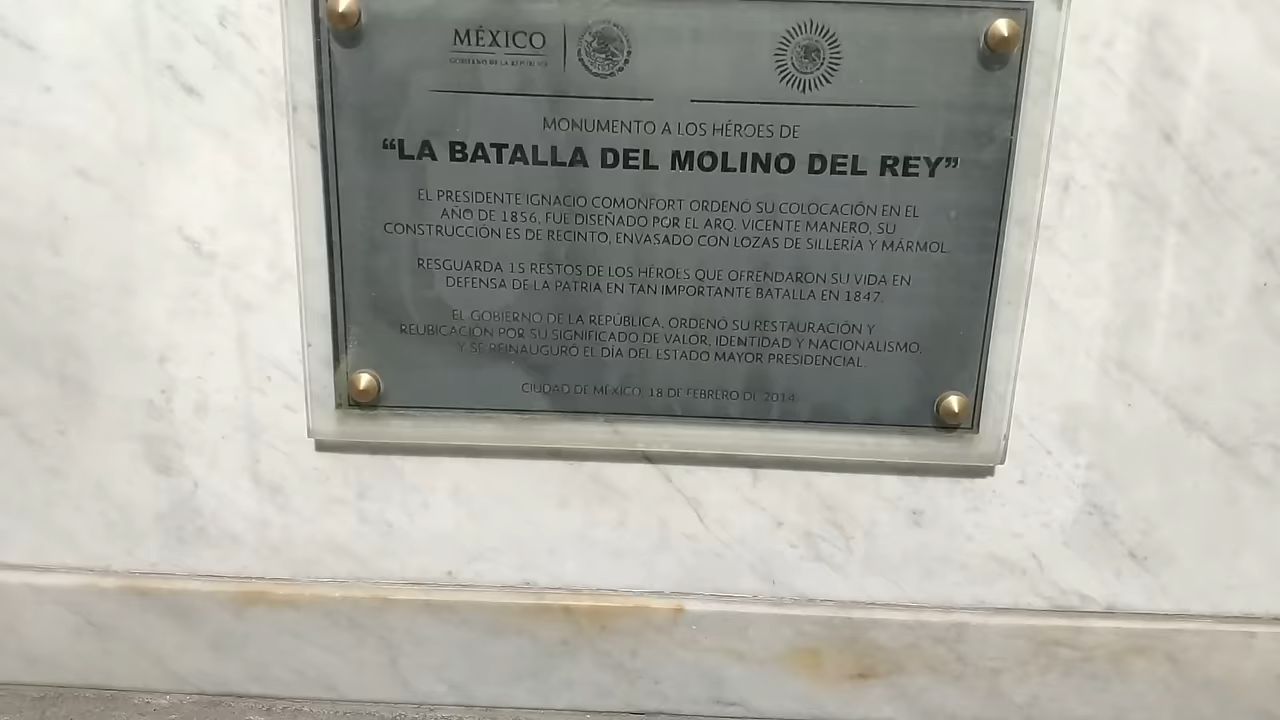 MÉXICO
GOBIERNO DE LA REPÚBLICA
MONUMENTO A LOS HÉROES DE
“LA BATALLA DEL MOLINO DEL REY”
EL PRESIDENTE IGNACIO COMONFORT ORDENÓ SU COLOCACIÓN EN EL
AÑO DE 1856, FUE DISEÑADO POR EL ARQ. VICENTE MANERO, SU
CONSTRUCCIÓN ES DE RECINTO, ENVASADO CON LOZAS DE SILLERÍA Y MÁRMOL.
RESGUARDA 15 RESTOS DE LOS HÉROES QUE OFRENDARON SU VIDA EN
DEFENSA DE LA PATRIA EN TAN IMPORTANTE BATALLA EN 1847.
EL GOBIERNO DE LA REPÚBLICA, ORDENÓ SU RESTAURACIÓN Y
REUBICACIÓN POR SU SIGNIFICADO DE VALOR, IDENTIDAD Y NACIONALISMO,
Y SE REINAUGURÓ EL DÍA DEL ESTADO MAYOR PRESIDENCIAL.
CIUDAD DE MÉXICO, 18 DE FEBRERO DE 2014